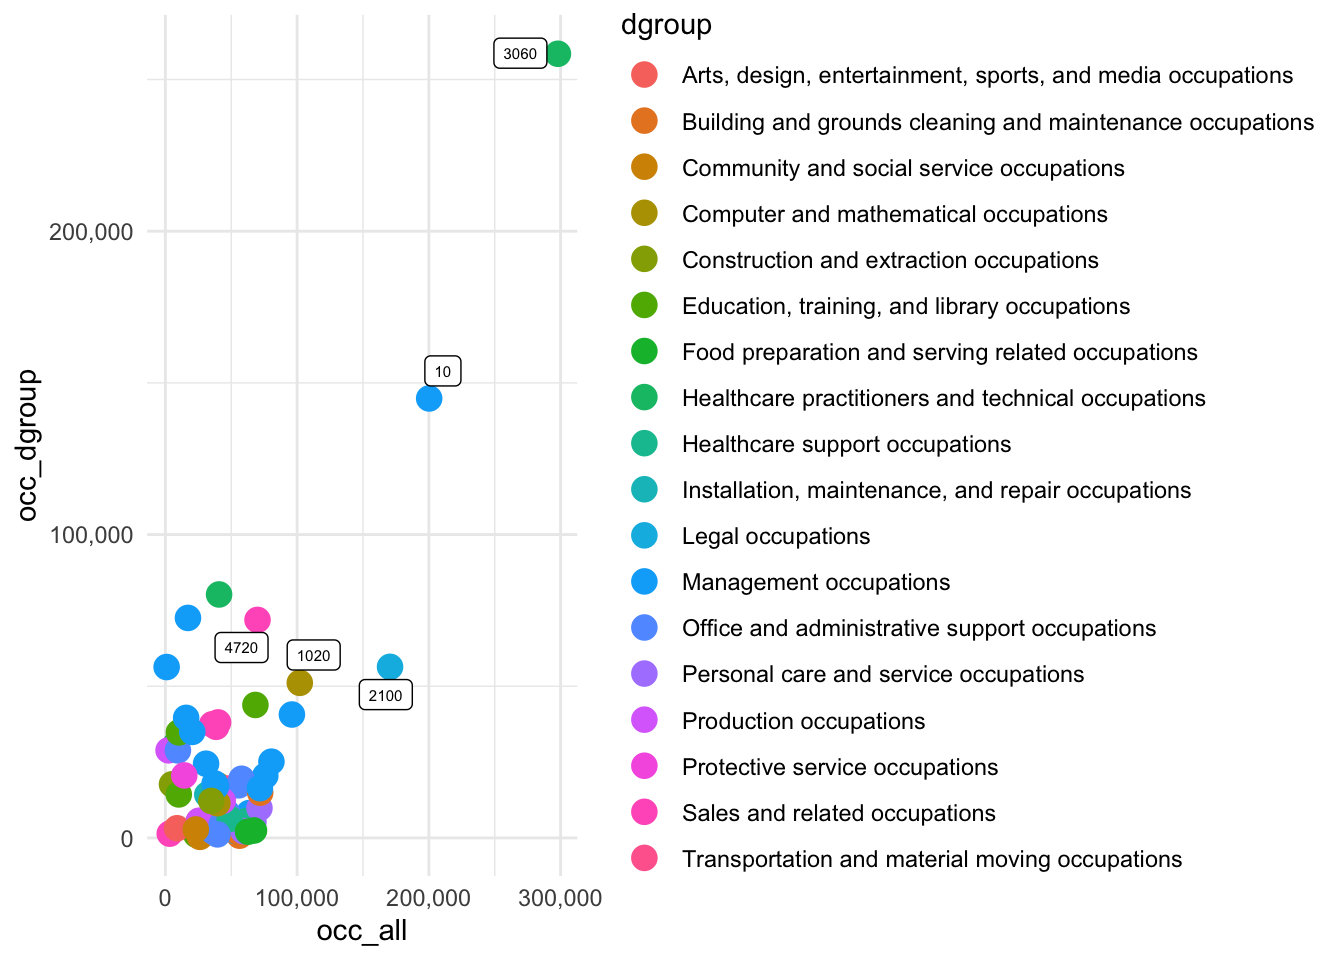 dgroup
3060
Arts, design, entertainment, sports, and media occupations
Building and grounds cleaning and maintenance occupations
Community and social service occupations
Computer and mathematical occupations
Construction and extraction occupations
Education, training, and library occupations
Food preparation and serving related occupations
Healthcare practitioners and technical occupations
Healthcare support occupations
Installation, maintenance, and repair occupations
Legal occupations
Management occupations
Office and administrative support occupations
Personal care and service occupations
Production occupations
Protective service occupations
Sales and related occupations
Transportation and material moving occupations
200,000
10
occ_dgroup
100,000
4720
1020
2100
0
0 100,000 200,000 300,000
occ_all